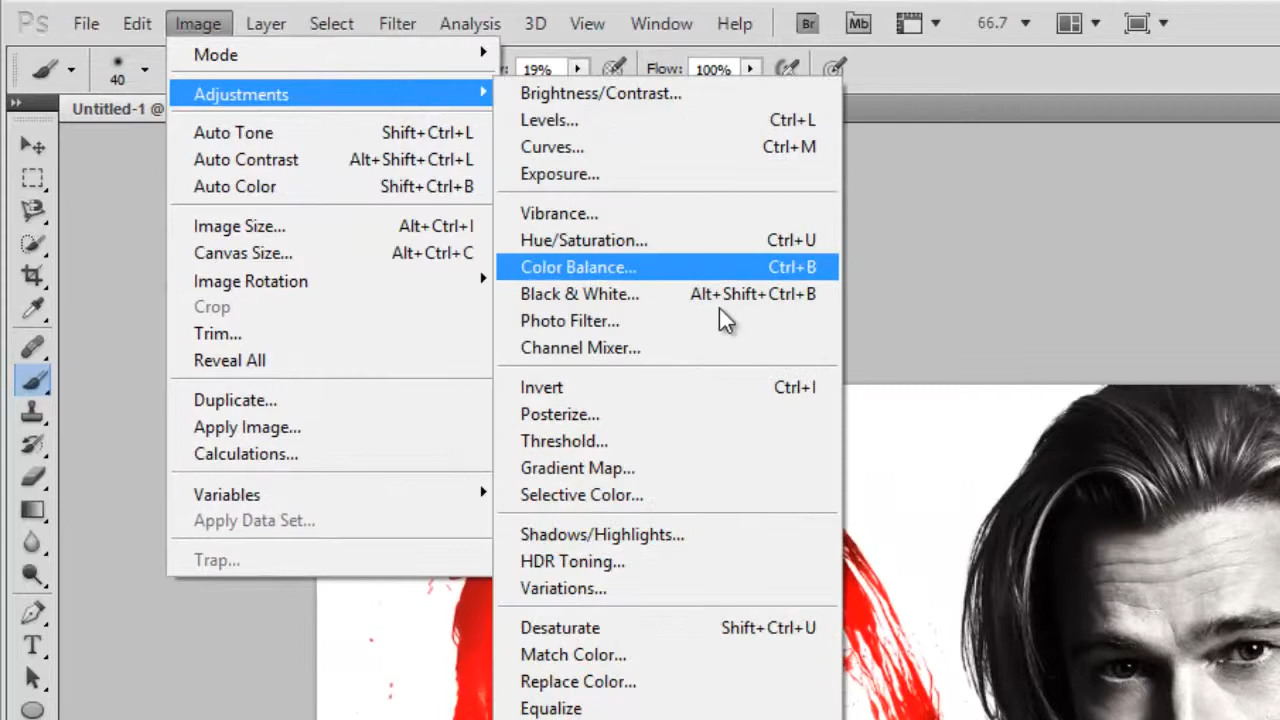 Ps File Edit Image Layer Select Filter Analysis 3D View Window Help Br Mb 66.7
40 19% Flow: 100%
Untitled-1 @
Mode
Adjustments
Auto Tone Shift+Ctrl+L
Auto Contrast Alt+Shift+Ctrl+L
Auto Color Shift+Ctrl+B
Image Size... Alt+Ctrl+I
Canvas Size... Alt+Ctrl+C
Image Rotation
Crop
Trim...
Reveal All
Duplicate...
Apply Image...
Calculations...
Variables
Apply Data Set...
Trap...
Brightness/Contrast...
Levels... Ctrl+L
Curves... Ctrl+M
Exposure...
Vibrance...
Hue/Saturation... Ctrl+U
Color Balance... Ctrl+B
Black & White... Alt+Shift+Ctrl+B
Photo Filter...
Channel Mixer...
Invert Ctrl+I
Posterize...
Threshold...
Gradient Map...
Selective Color...
Shadows/Highlights...
HDR Toning...
Variations...
Desaturate Shift+Ctrl+U
Match Color...
Replace Color...
Equalize
T